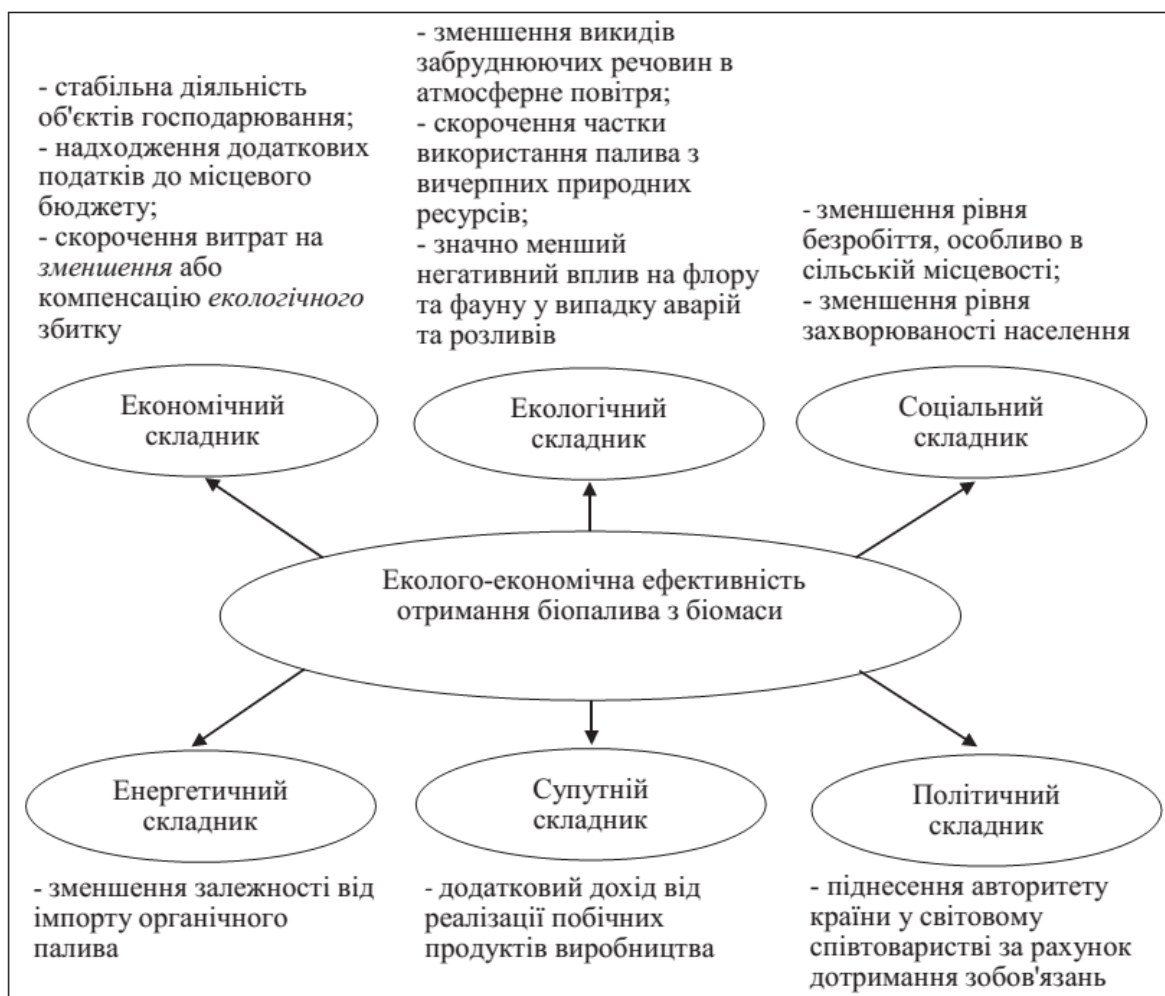 - стабільна діяльність
об'єктів господарювання;
- надходження додаткових
податків до місцевого
бюджету;
- скорочення витрат на
зменшення або
компенсацію екологічного
збитку
- зменшення викидів
забруднюючих речовин в
атмосферне повітря;
- скорочення частки
використання палива з
вичерпних природних
ресурсів;
- значно менший
негативний вплив на флору
та фауну у випадку аварій
та розливів
- зменшення рівня
безробіття, особливо в
сільській місцевості;
- зменшення рівня
захворюваності населення
Економічний
складник
Екологічний
складник
Соціальний
складник
Еколого-економічна ефективність
отримання біопалива з біомаси
Енергетичний
складник
Супутній
складник
Політичний
складник
- зменшення залежності від
імпорту органічного
палива
- додатковий дохід від
реалізації побічних
продуктів виробництва
- піднесення авторитету
країни у світовому
співтоваристві за рахунок
дотримання зобов'язань